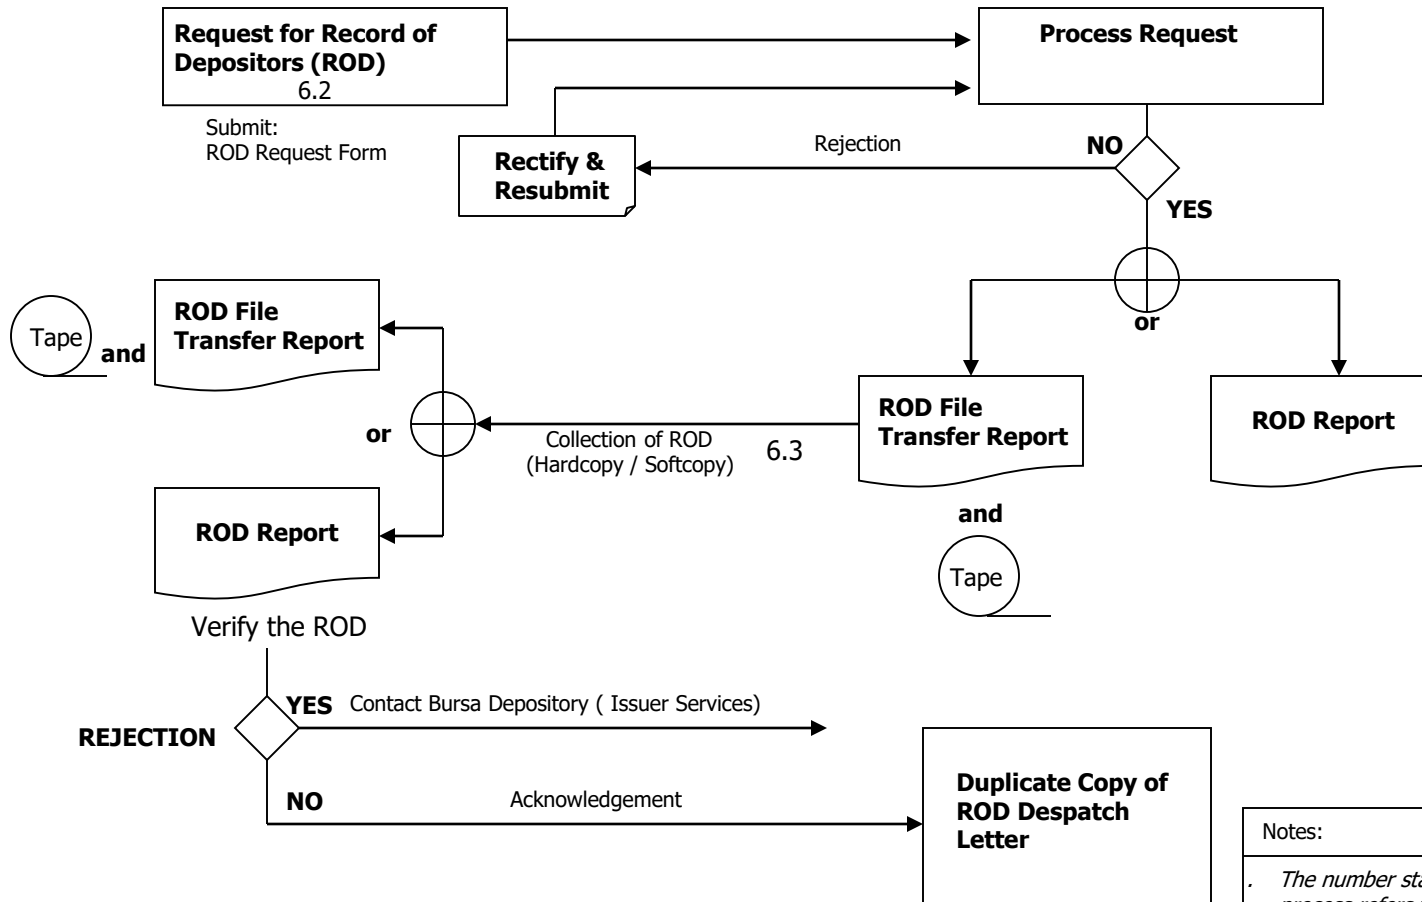 Request for Record of
Depositors (ROD)
6.2
Process Request
Submit:
ROD Request Form
Rectify &
Resubmit
Rejection
NO
YES
or
Tape
and
ROD File
Transfer Report
or
Collection of ROD
(Hardcopy / Softcopy)
6.3
ROD File
Transfer Report
ROD Report
ROD Report
and
Tape
Verify the ROD
REJECTION
YES
Contact Bursa Depository ( Issuer Services)
NO
Acknowledgement
Duplicate Copy of
ROD Despatch
Letter
Notes:
. The number